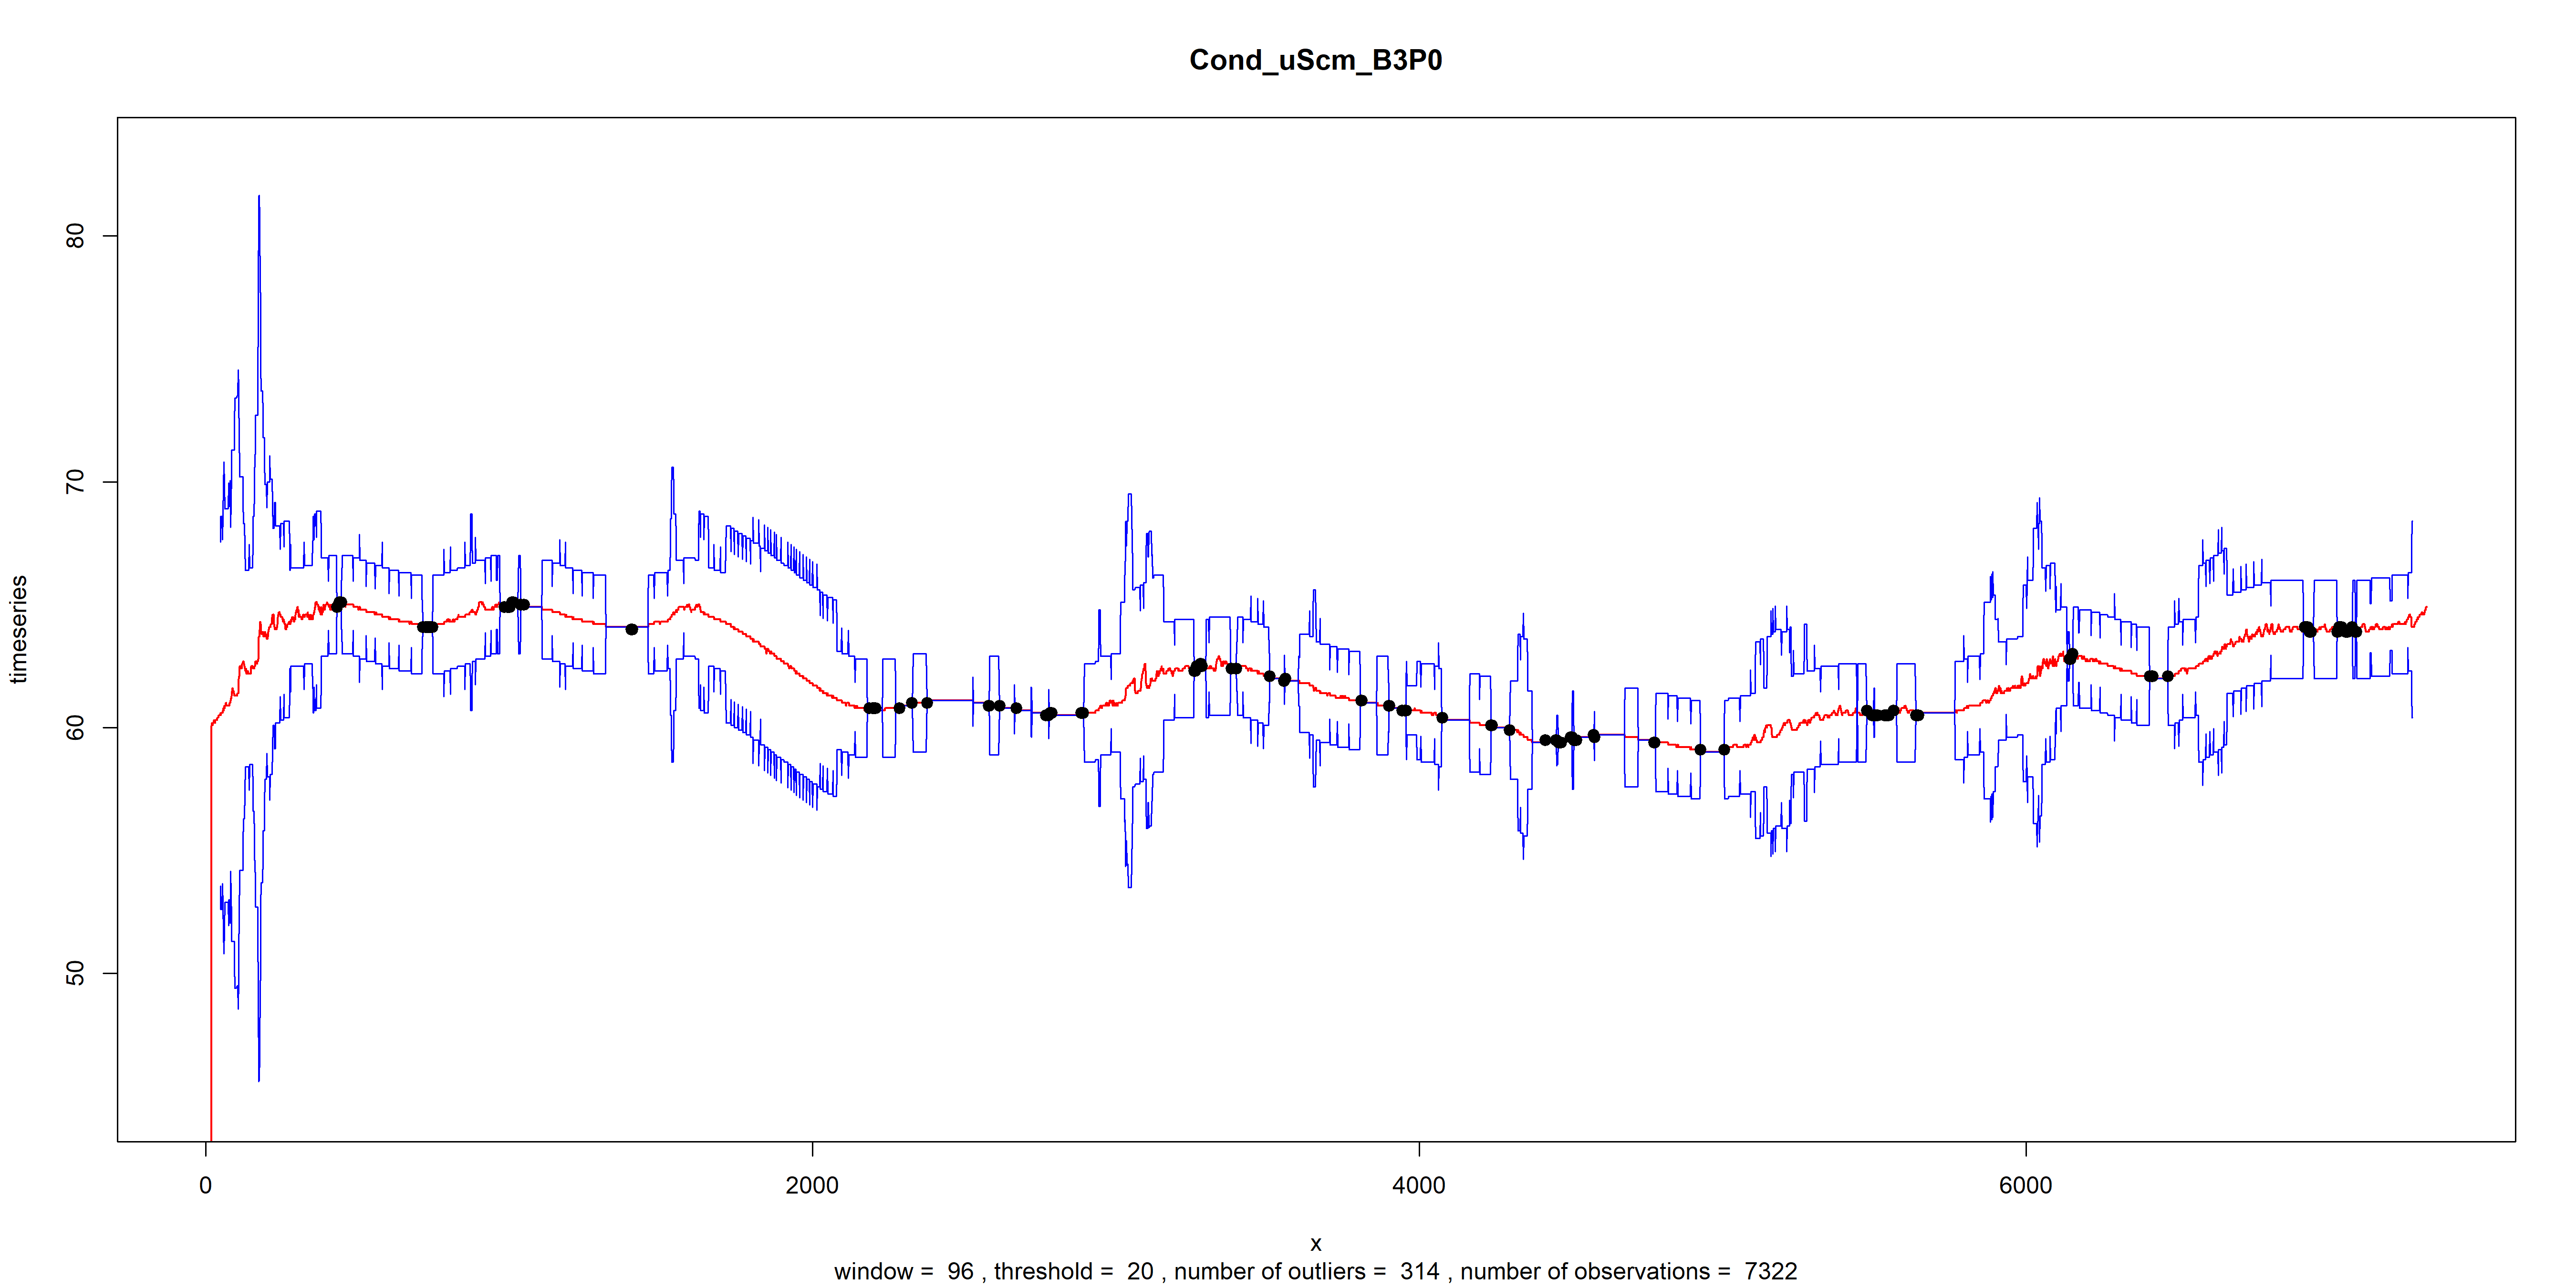 Cond_uScm_B3P0
80
70
60
50
timeseries
0 2000 4000 6000
x
window =  96 , threshold =  20 , number of outliers =  314 , number of observations =  7322